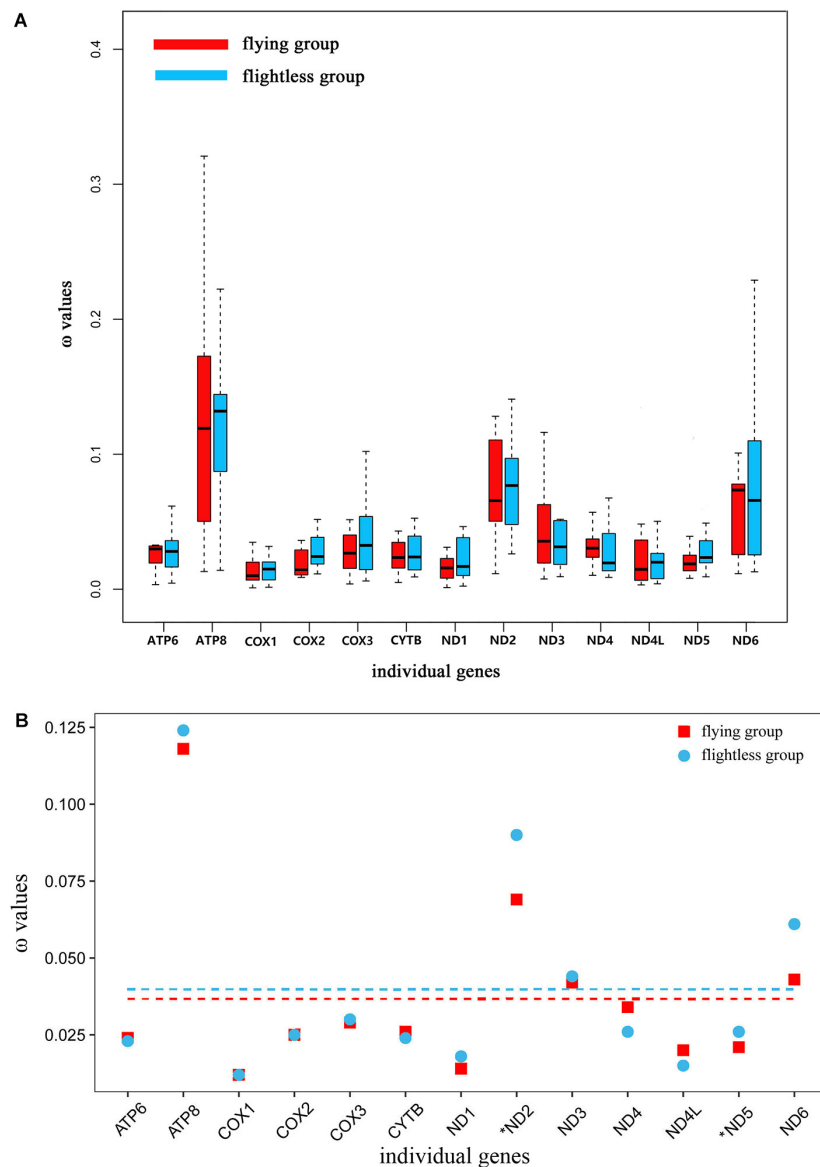 A
flying group
flightless group
0.4
0.3
0.2
0.1
0.0
ω values
ATP6 ATP8 COX1 COX2 COX3 CYTB ND1 ND2 ND3 ND4 ND4L ND5 ND6
individual genes
B
flying group
flightless group
0.125
0.100
0.075
0.050
0.025
ω values
ATP6 ATP8 COX1 COX2 COX3 CYTB ND1 *ND2 ND3 ND4 ND4L *ND5 ND6
individual genes